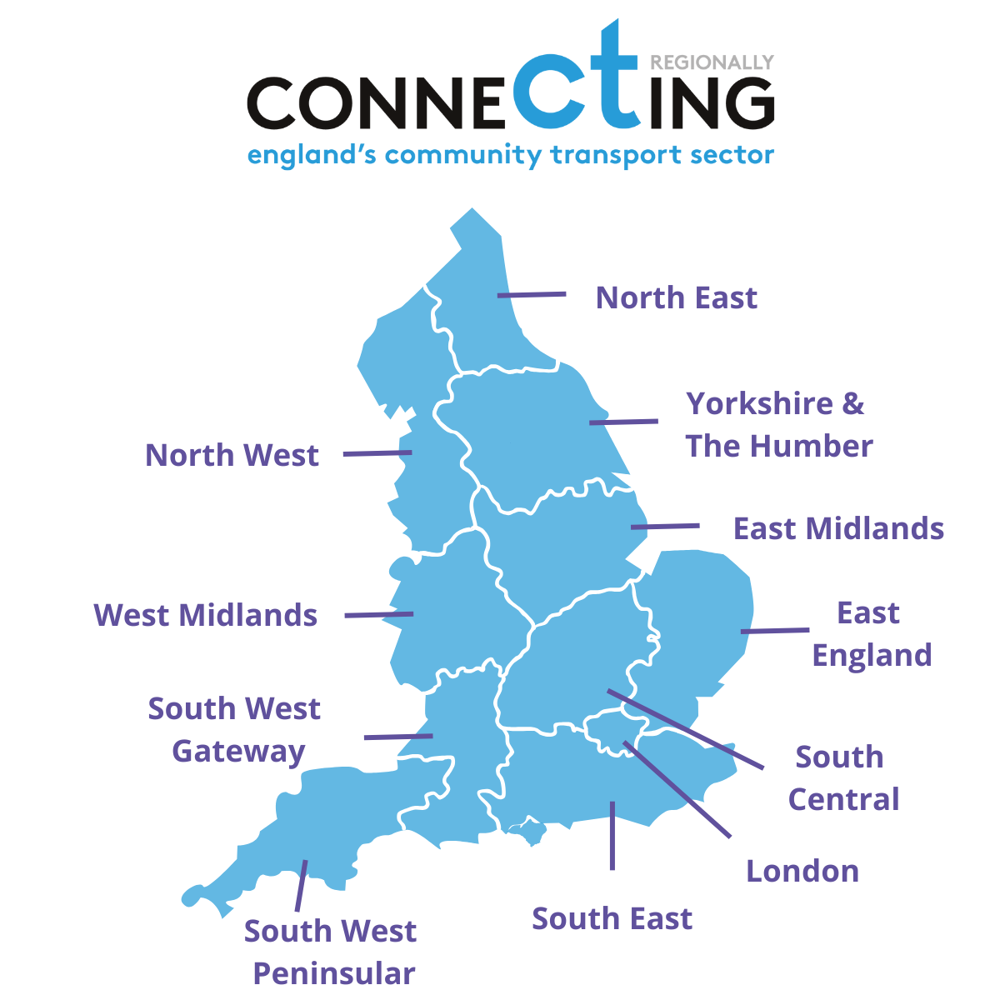 REGIONALLY
CONNECTING
england's community transport sector
North East
Yorkshire &
The Humber
North West
East Midlands
West Midlands
East
England
South West
Gateway
South
Central
London
South East
South West
Peninsular